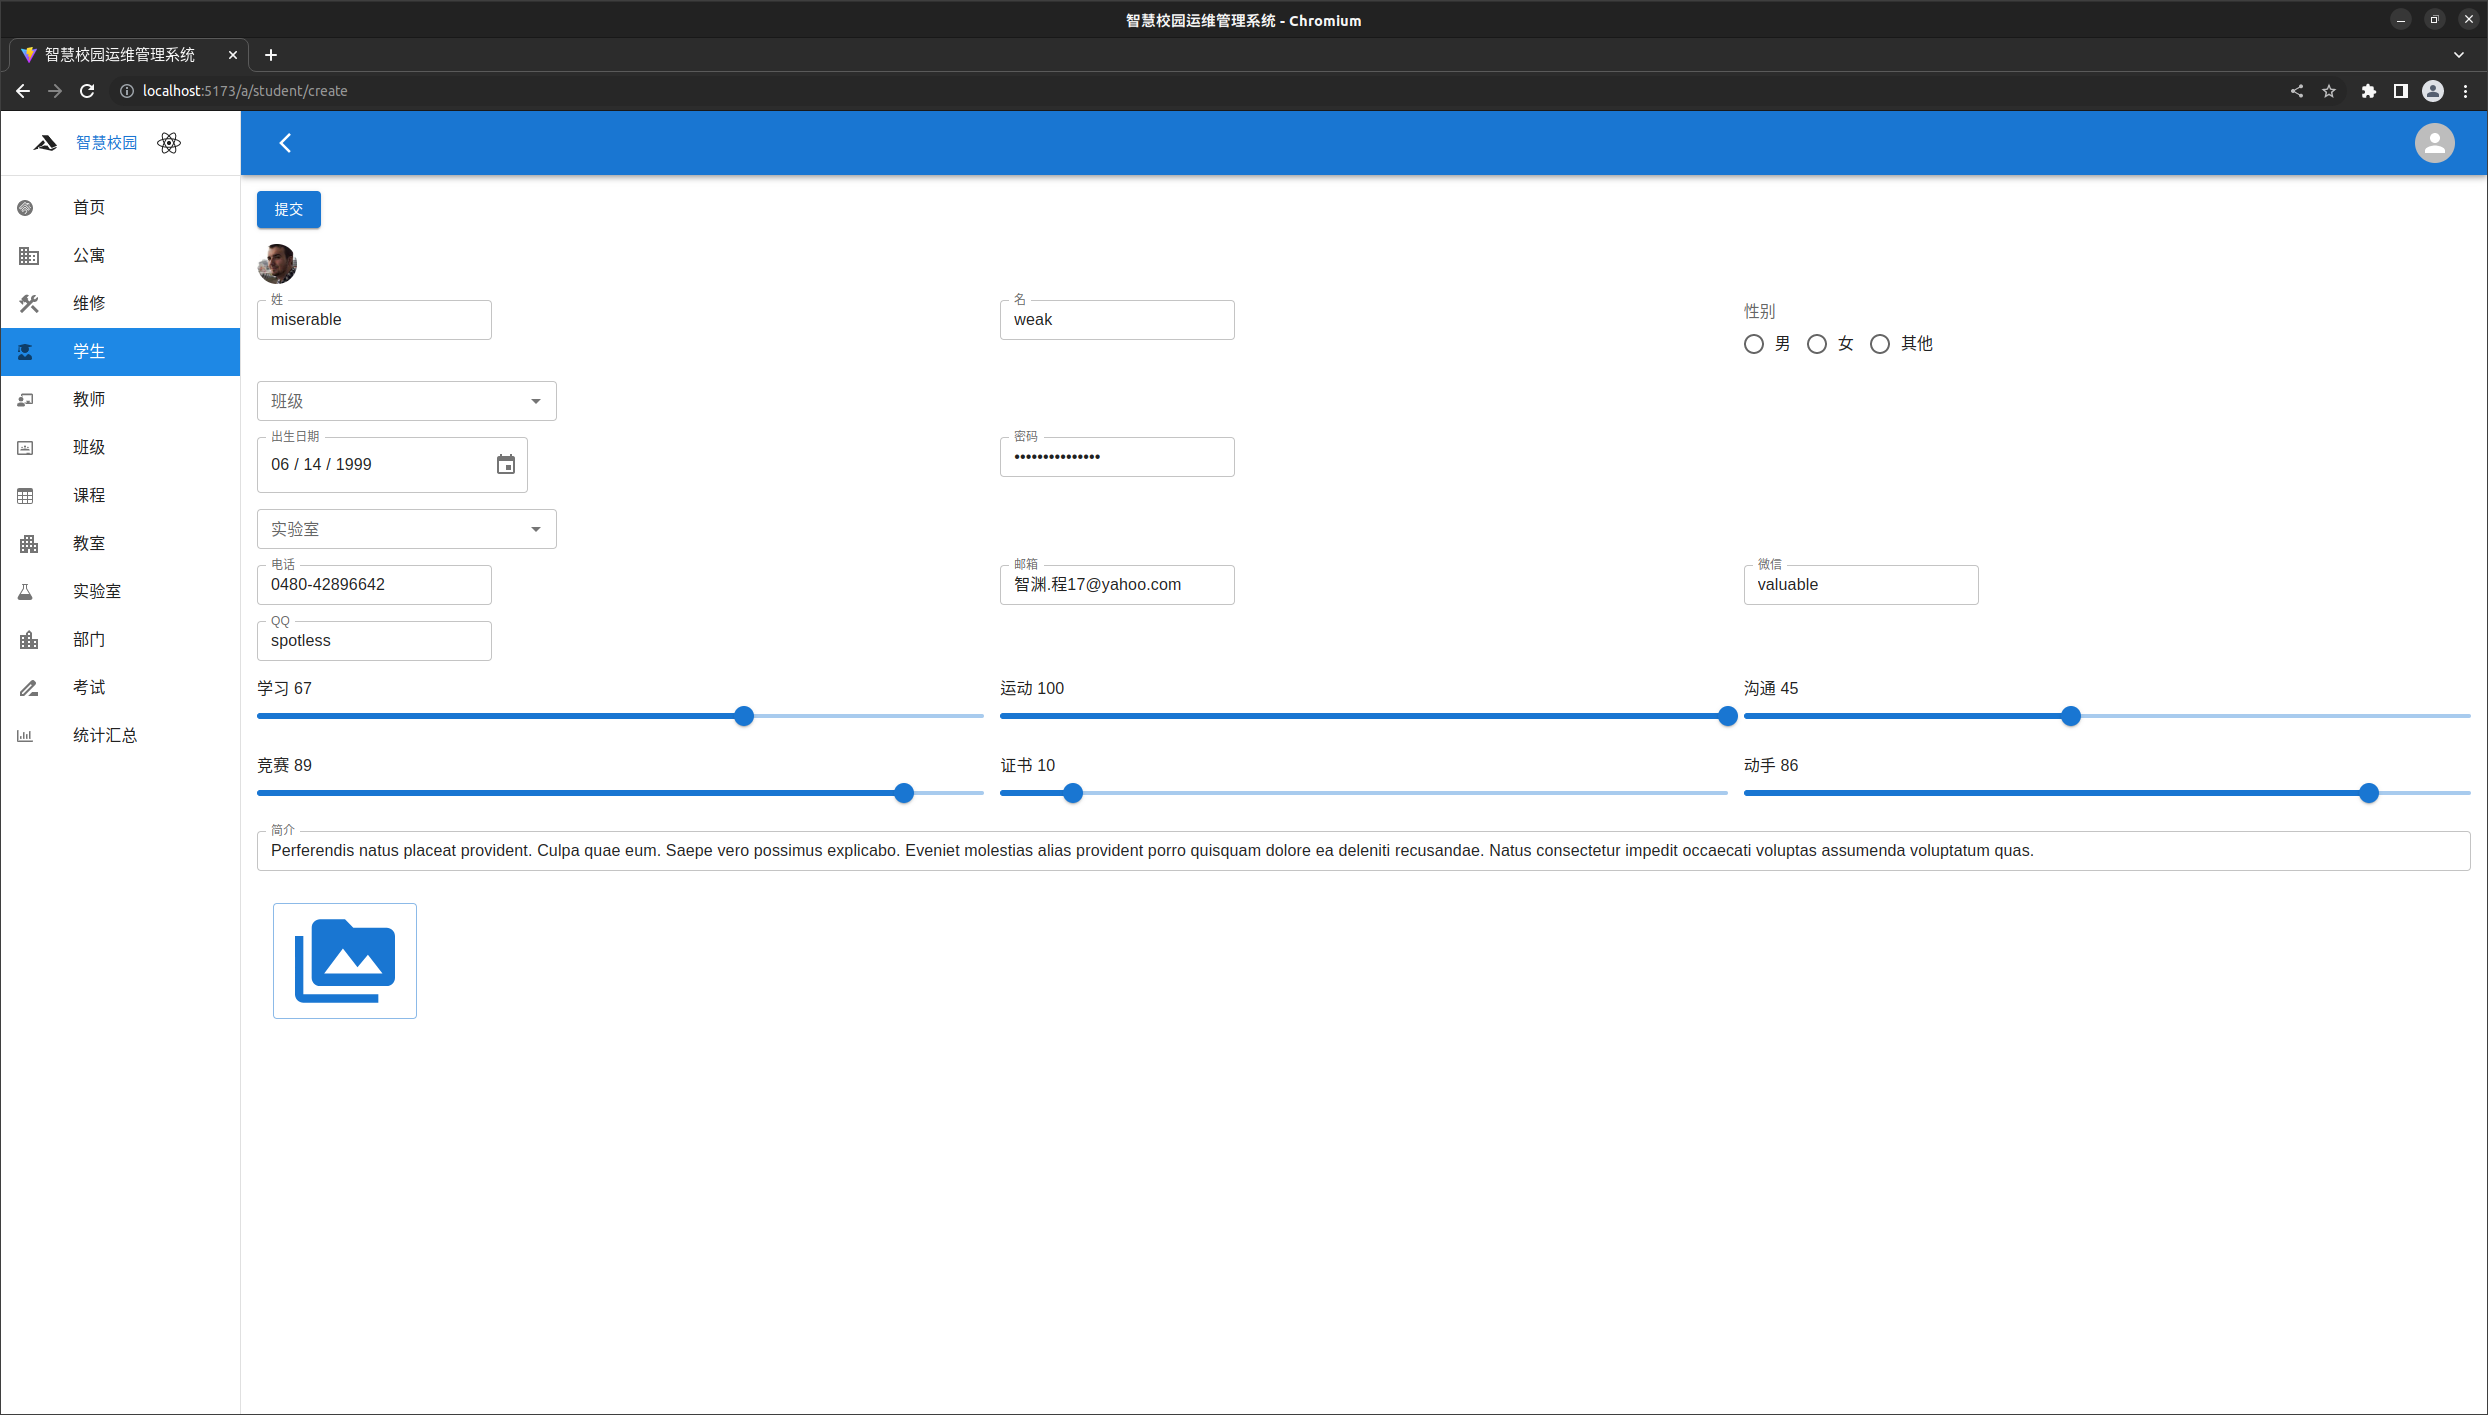 智慧校园运维管理系统 - Chromium
智慧校园运维管理系统
localhost:5173/a/student/create
智慧校园
首页
公寓
维修
学生
教师
班级
课程
教室
实验室
部门
考试
统计汇总
提交
姓
miserable
名
weak
性别
男 女 其他
班级
出生日期
06 / 14 / 1999
密码
•••••••••••••••
实验室
电话
0480-42896642
邮箱
智渊.程17@yahoo.com
微信
valuable
QQ
spotless
学习 67
运动 100
沟通 45
竞赛 89
证书 10
动手 86
简介
Perferendis natus placeat provident. Culpa quae eum. Saepe vero possimus explicabo. Eveniet molestias alias provident porro quisquam dolore ea deleniti recusandae. Natus consectetur impedit occaecati voluptas assumenda voluptatum quas.